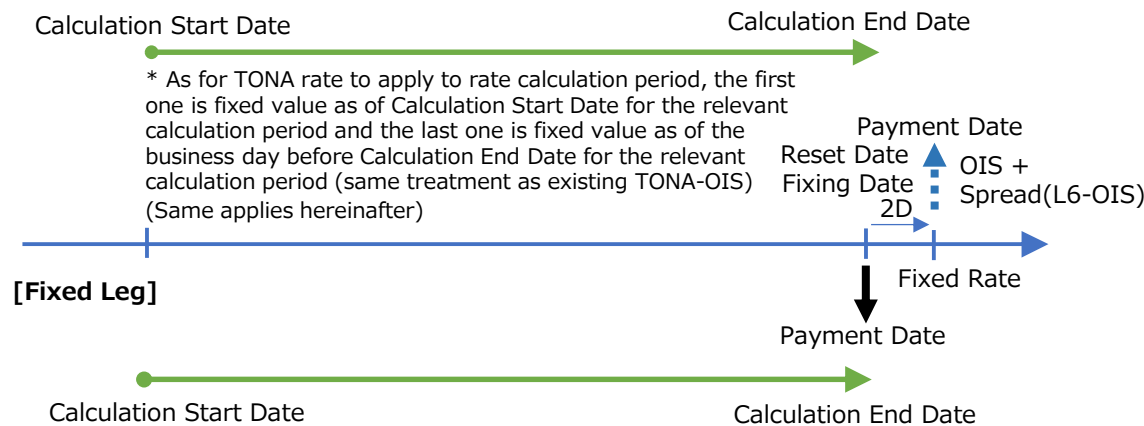 Calculation Start Date
Calculation End Date
* As for TONA rate to apply to rate calculation period, the first
one is fixed value as of Calculation Start Date for the relevant
calculation period and the last one is fixed value as of the
business day before Calculation End Date for the relevant
calculation period (same treatment as existing TONA-OIS)
(Same applies hereinafter)
Payment Date
Reset Date
Fixing Date
2D
OIS +
Spread(L6-OIS)
[Fixed Leg]
Fixed Rate
Payment Date
Calculation Start Date
Calculation End Date